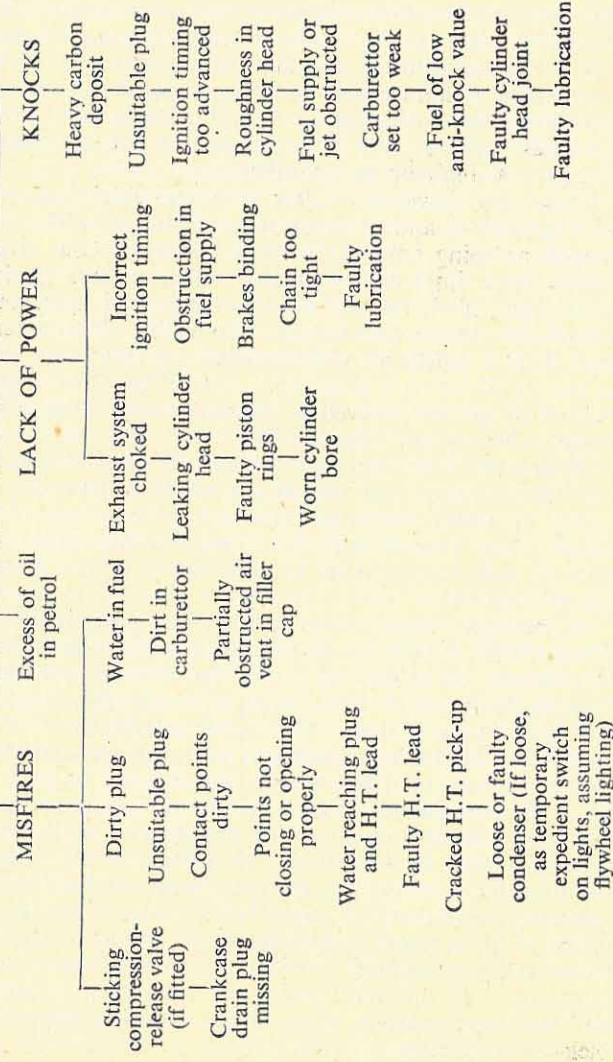 MISFIRES
Sticking
compression-
release valve
(if fitted)
Crankcase
drain plug
missing
Dirty plug
Unsuitable plug
Contact points
dirty
Points not
closing or opening
properly
Water reaching plug
and H.T. lead
Faulty H.T. lead
Cracked H.T. pick-up
Loose or faulty
condenser (If loose,
as temporary
expedient switch
on lights, assuming
flywheel lighting)
Water in fuel
Dirt in
carburettor
Partially
obstructed air
vent in filler
cap
Excess of oil
in petrol
LACK OF POWER
Exhaust system
choked
Leaking cylinder
head
Faulty piston
rings
Worn cylinder
bore
Incorrect
ignition timing
Obstruction in
fuel supply
Brakes binding
Chain too
tight
Faulty
lubrication
KNOCKS
Heavy carbon
deposit
Unsuitable plug
Ignition timing
too advanced
Roughness in
cylinder head
Fuel supply or
jet obstructed
Carburettor
set too weak
Fuel of low
anti-knock value
Faulty cylinder
head joint
Faulty lubrication